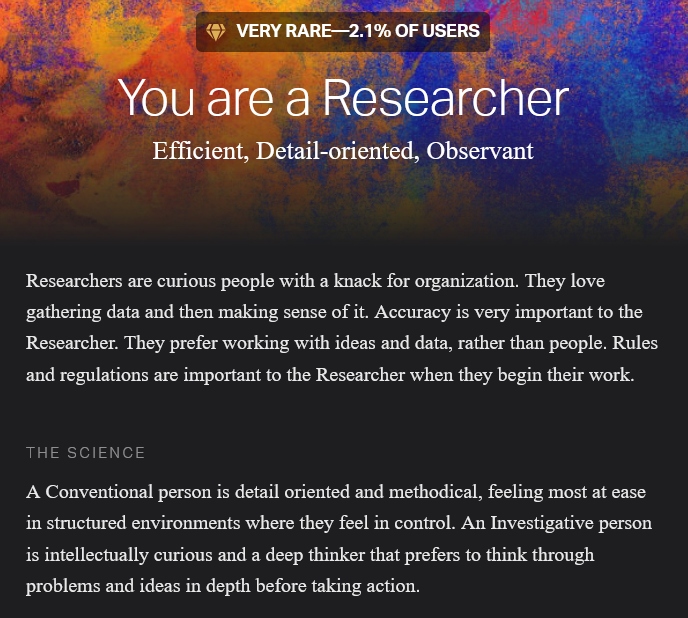 VERY RARE—2.1% OF USERS
You are a Researcher
Efficient, Detail-oriented, Observant
Researchers are curious people with a knack for organization. They love
gathering data and then making sense of it. Accuracy is very important to the
Researcher. They prefer working with ideas and data, rather than people. Rules
and regulations are important to the Researcher when they begin their work.
THE SCIENCE
A Conventional person is detail oriented and methodical, feeling most at ease
in structured environments where they feel in control. An Investigative person
is intellectually curious and a deep thinker that prefers to think through
problems and ideas in depth before taking action.